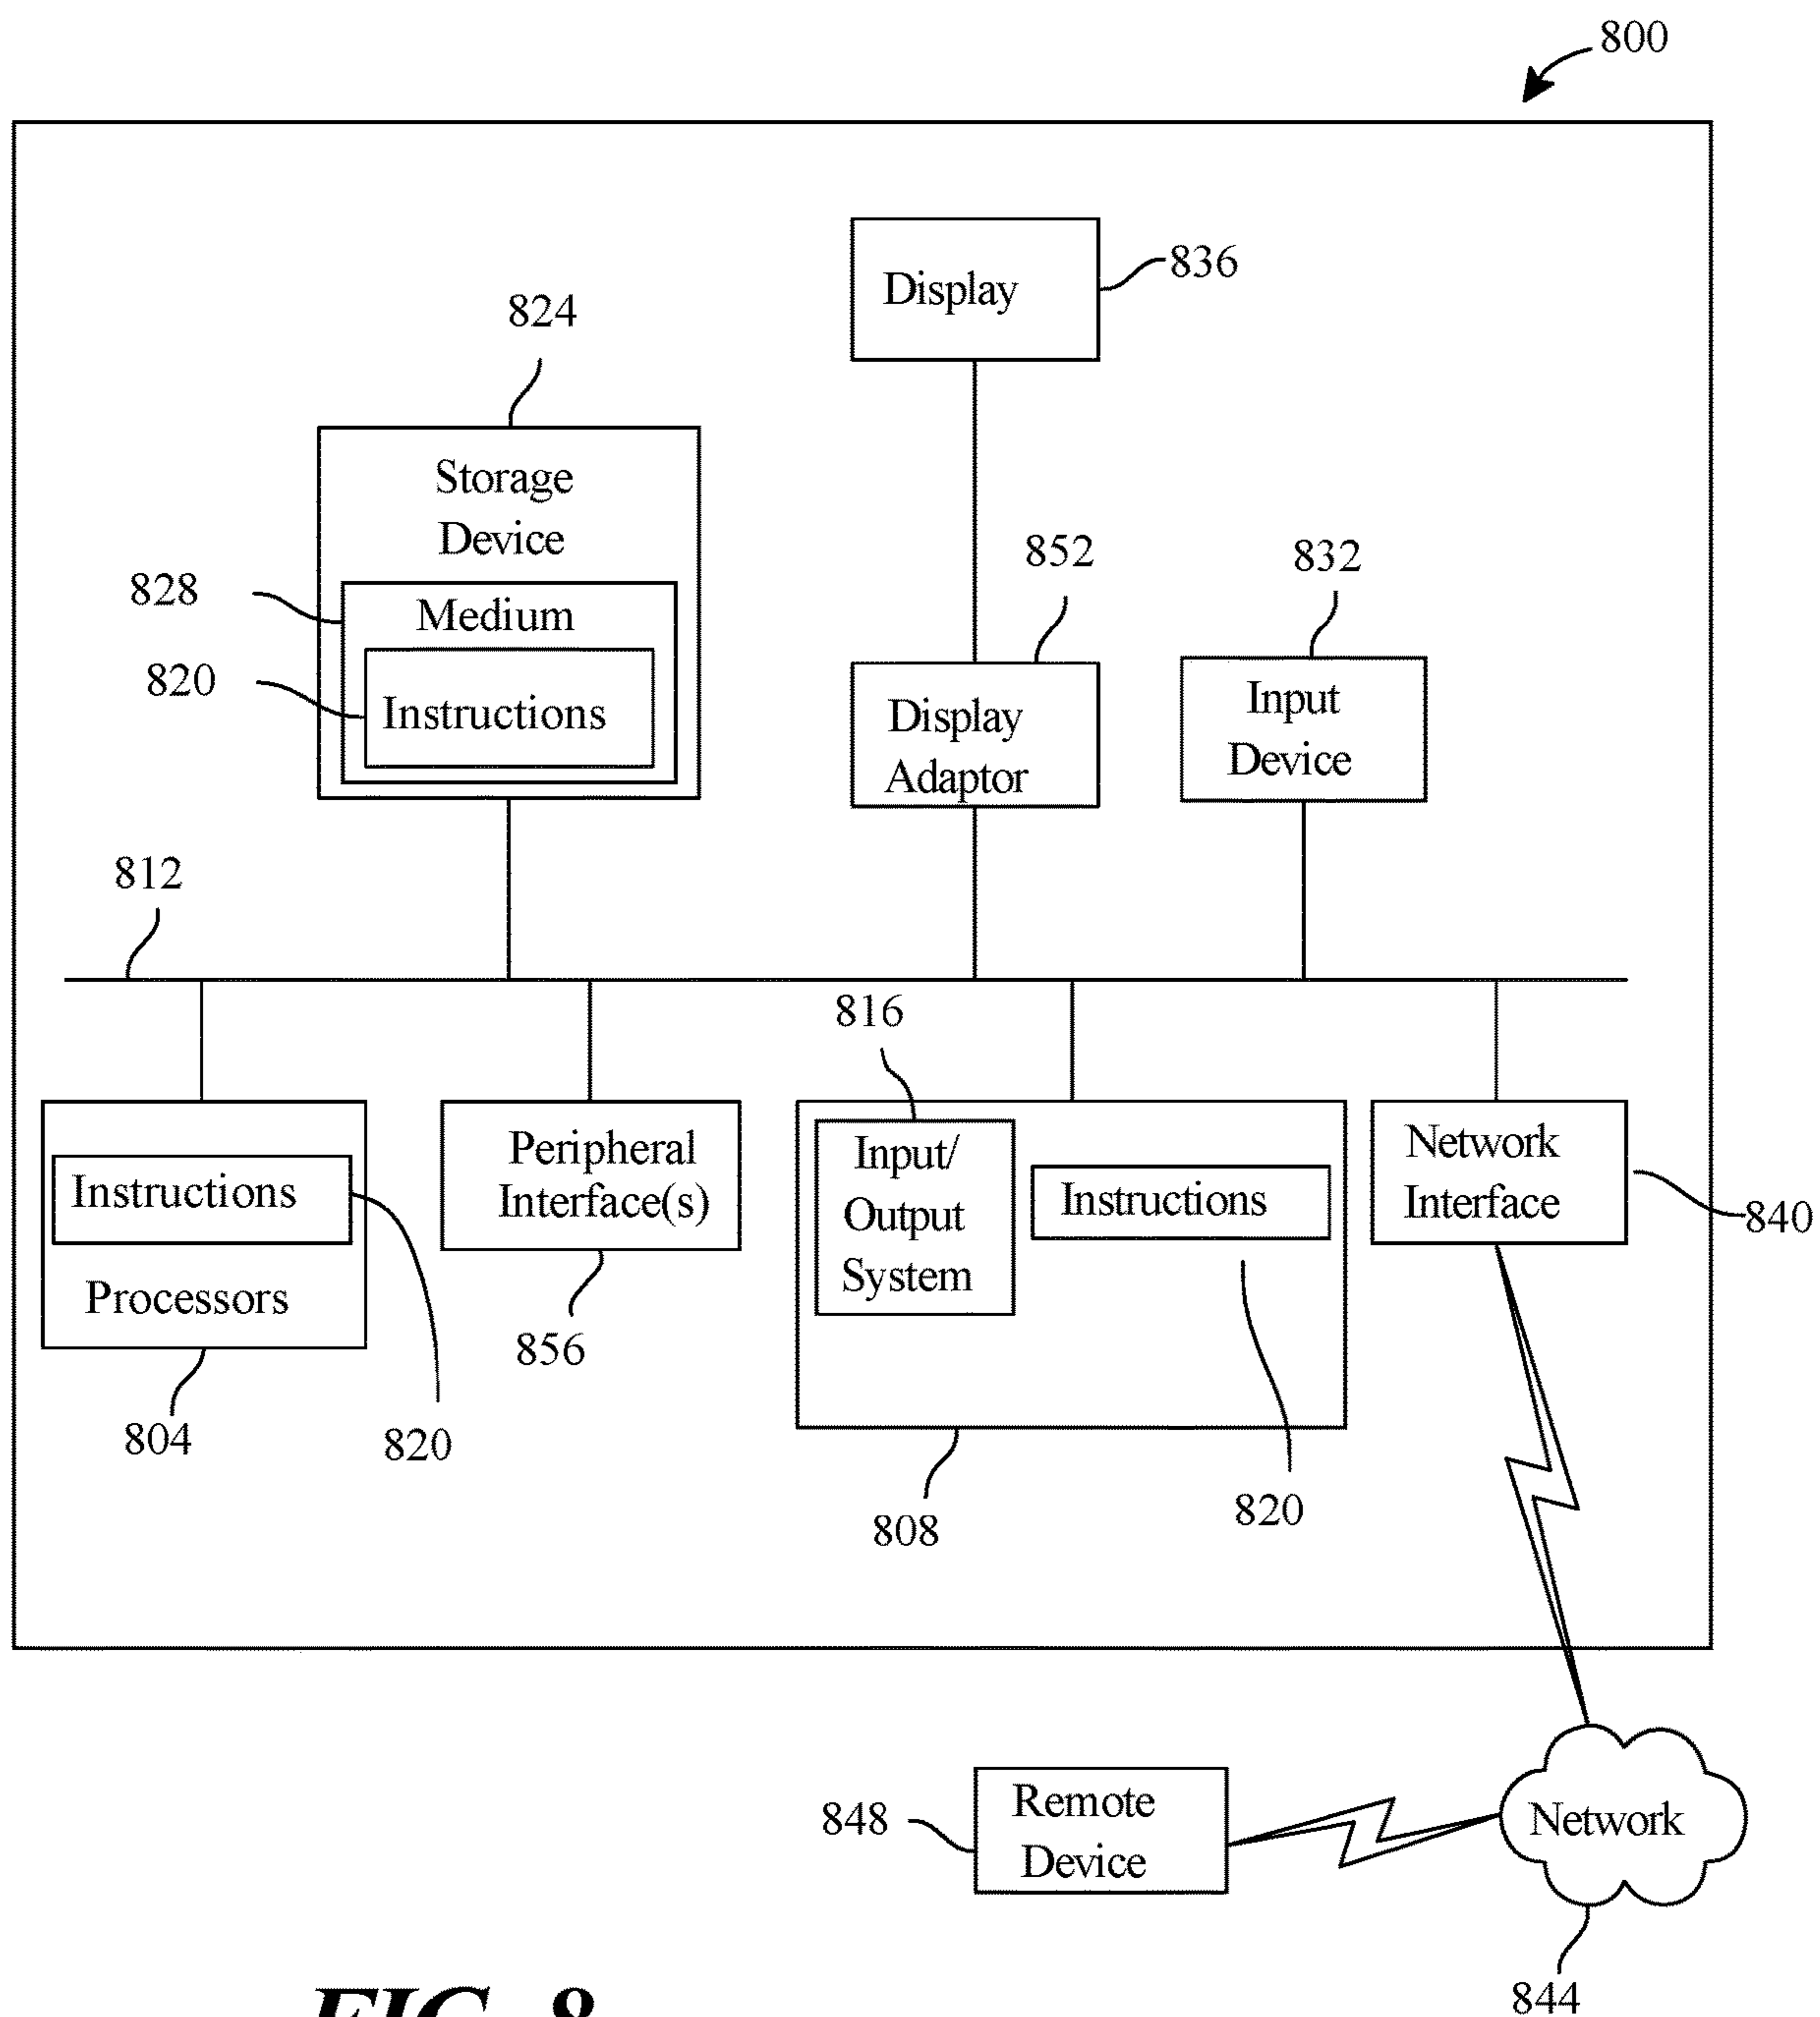 800
Display
836
824
Storage
Device
828
Medium
820
Instructions
852
Display
Adaptor
832
Input
Device
812
816
Instructions
Processors
804
820
Peripheral
Interface(s)
856
Input/
Output
System
Instructions
808
820
Network
Interface
840
848
Remote
Device
Network
844
FIG. 8